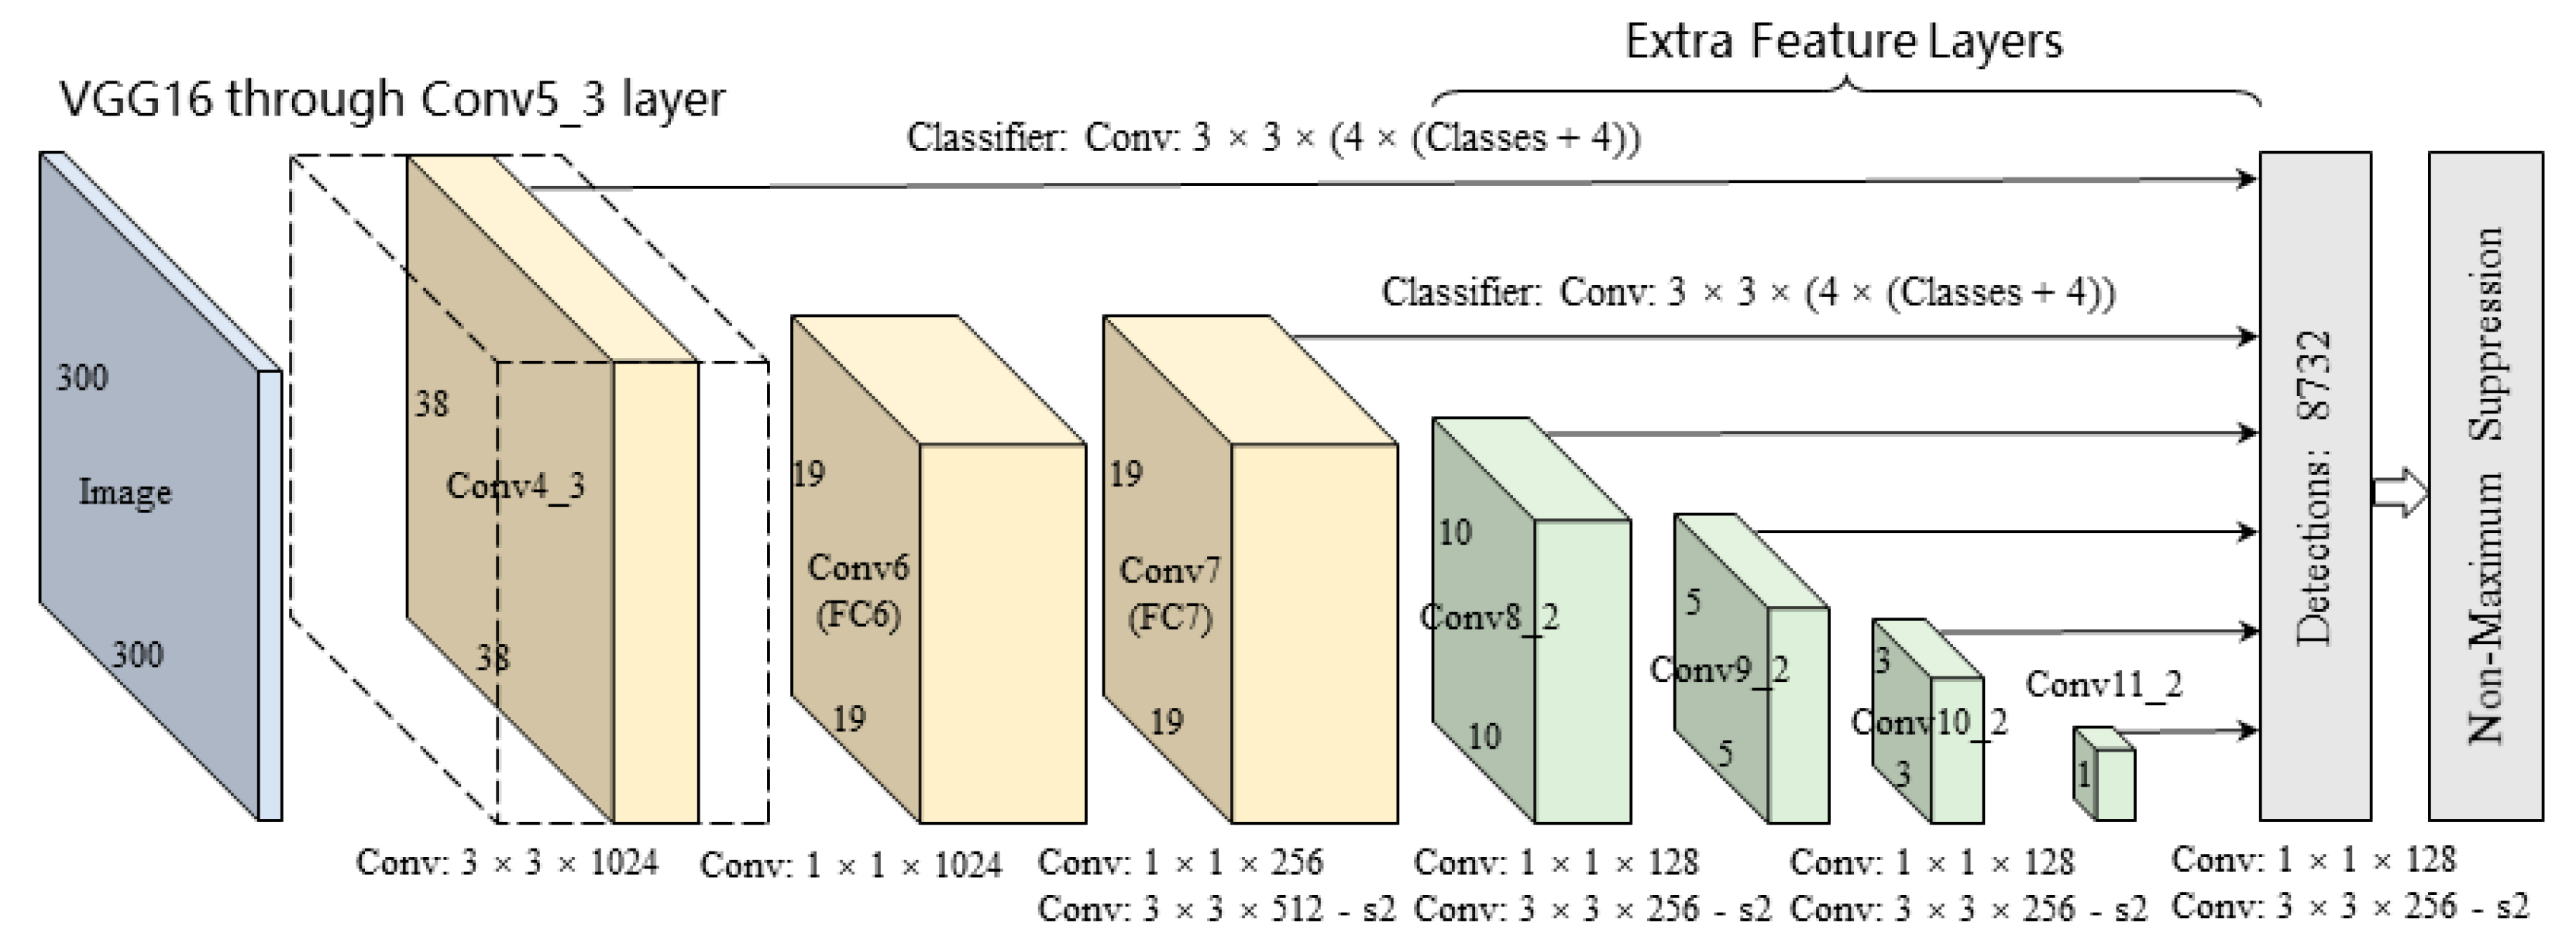 Extra Feature Layers
VGG16 through Conv5_3 layer
Classifier: Conv: 3 × 3 × (4 × (Classes + 4))
Classifier: Conv: 3 × 3 × (4 × (Classes + 4))
300
Image
300
38
Conv4_3
38
19
Conv6
(FC6)
19
19
Conv7
(FC7)
19
10
Conv8_2
10
5
Conv9_2
5
3
Conv10_2
3
Conv11_2
1
Detections: 8732
Non-Maximum Suppression
Conv: 3 × 3 × 1024
Conv: 1 × 1 × 1024
Conv: 1 × 1 × 256
Conv: 3 × 3 × 512 - s2
Conv: 1 × 1 × 128
Conv: 3 × 3 × 256 - s2
Conv: 1 × 1 × 128
Conv: 3 × 3 × 256 - s2
Conv: 1 × 1 × 128
Conv: 3 × 3 × 256 - s2